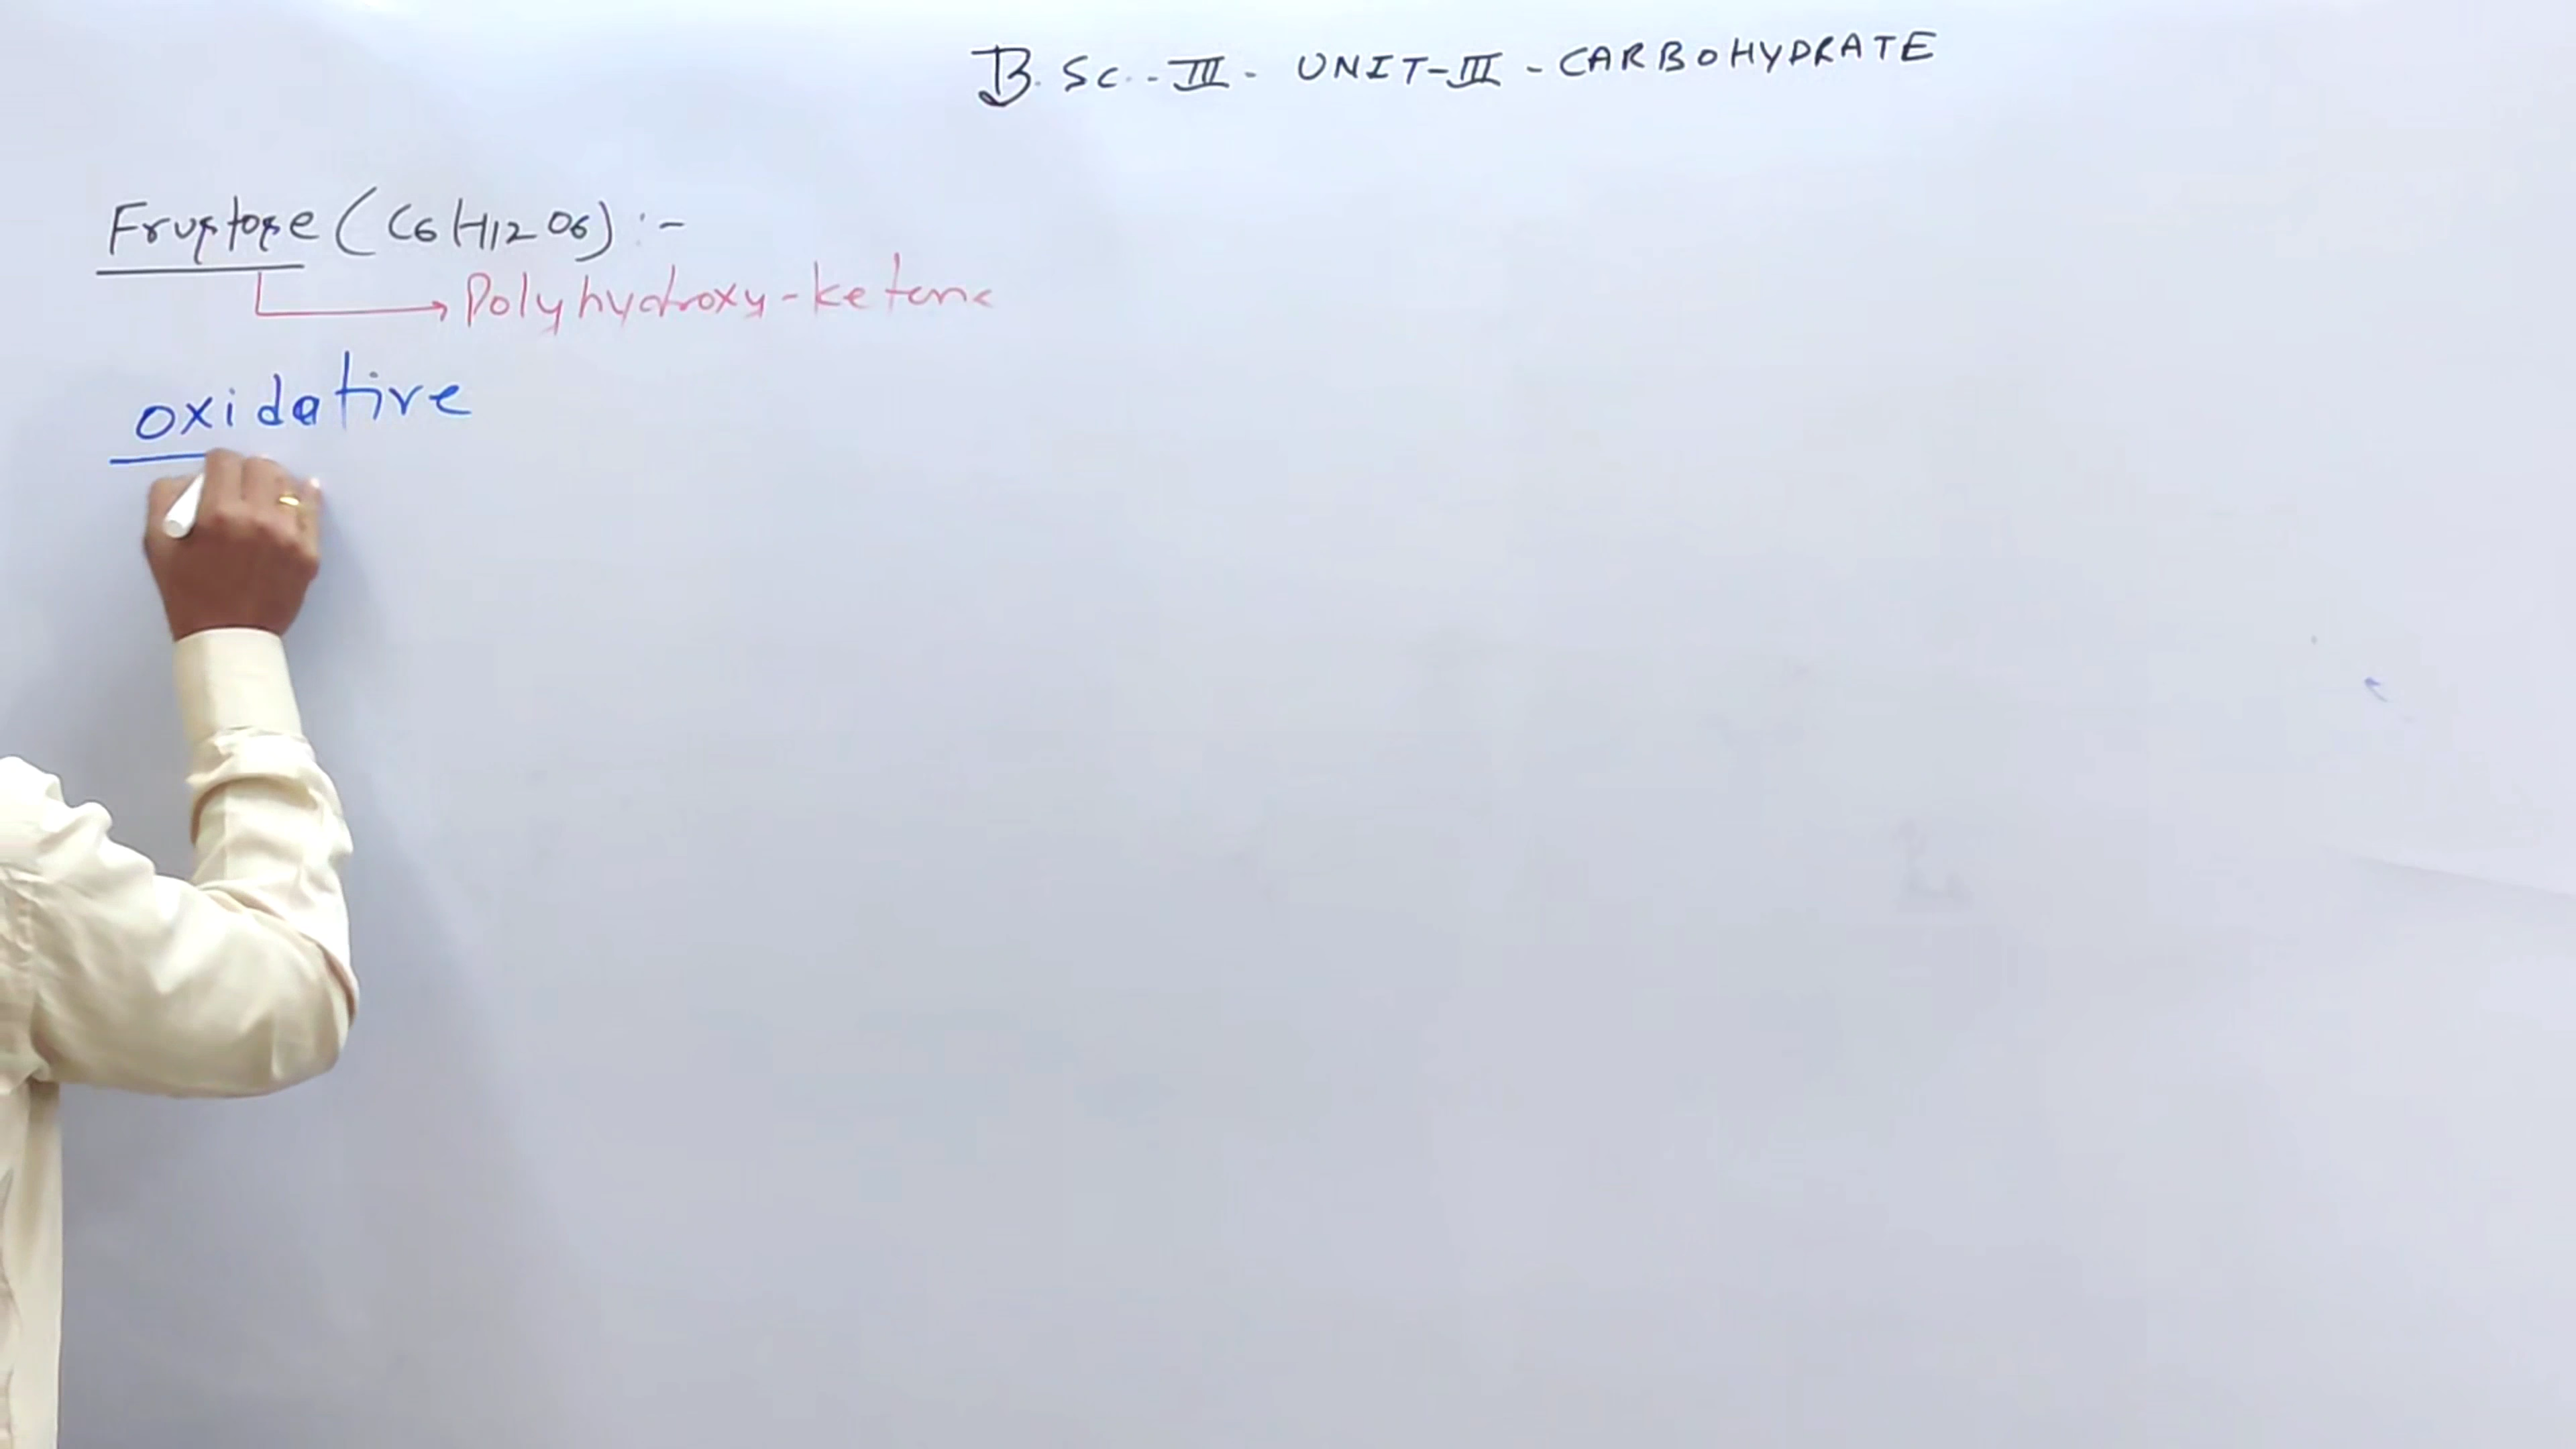 B. Sc. - III - UNIT-III - CARBOHYDRATE
Fructose (C6H12O6) :-
Polyhydroxy-ketone
oxidative